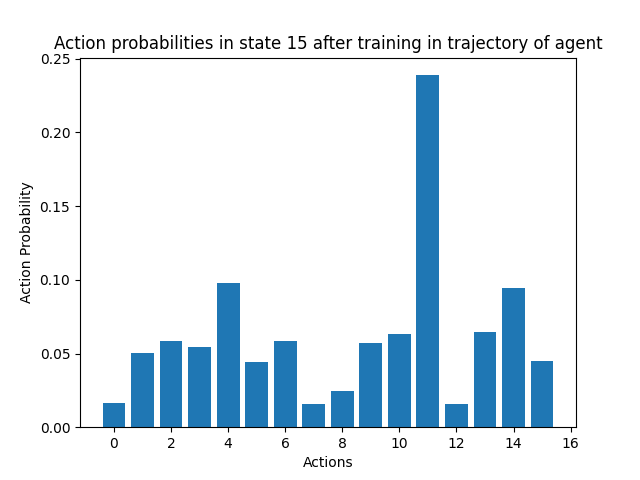 Action probabilities in state 15 after training in trajectory of agent
0.25
0.20
0.15
0.10
0.05
0.00
Action Probability
0 2 4 6 8 10 12 14 16
Actions